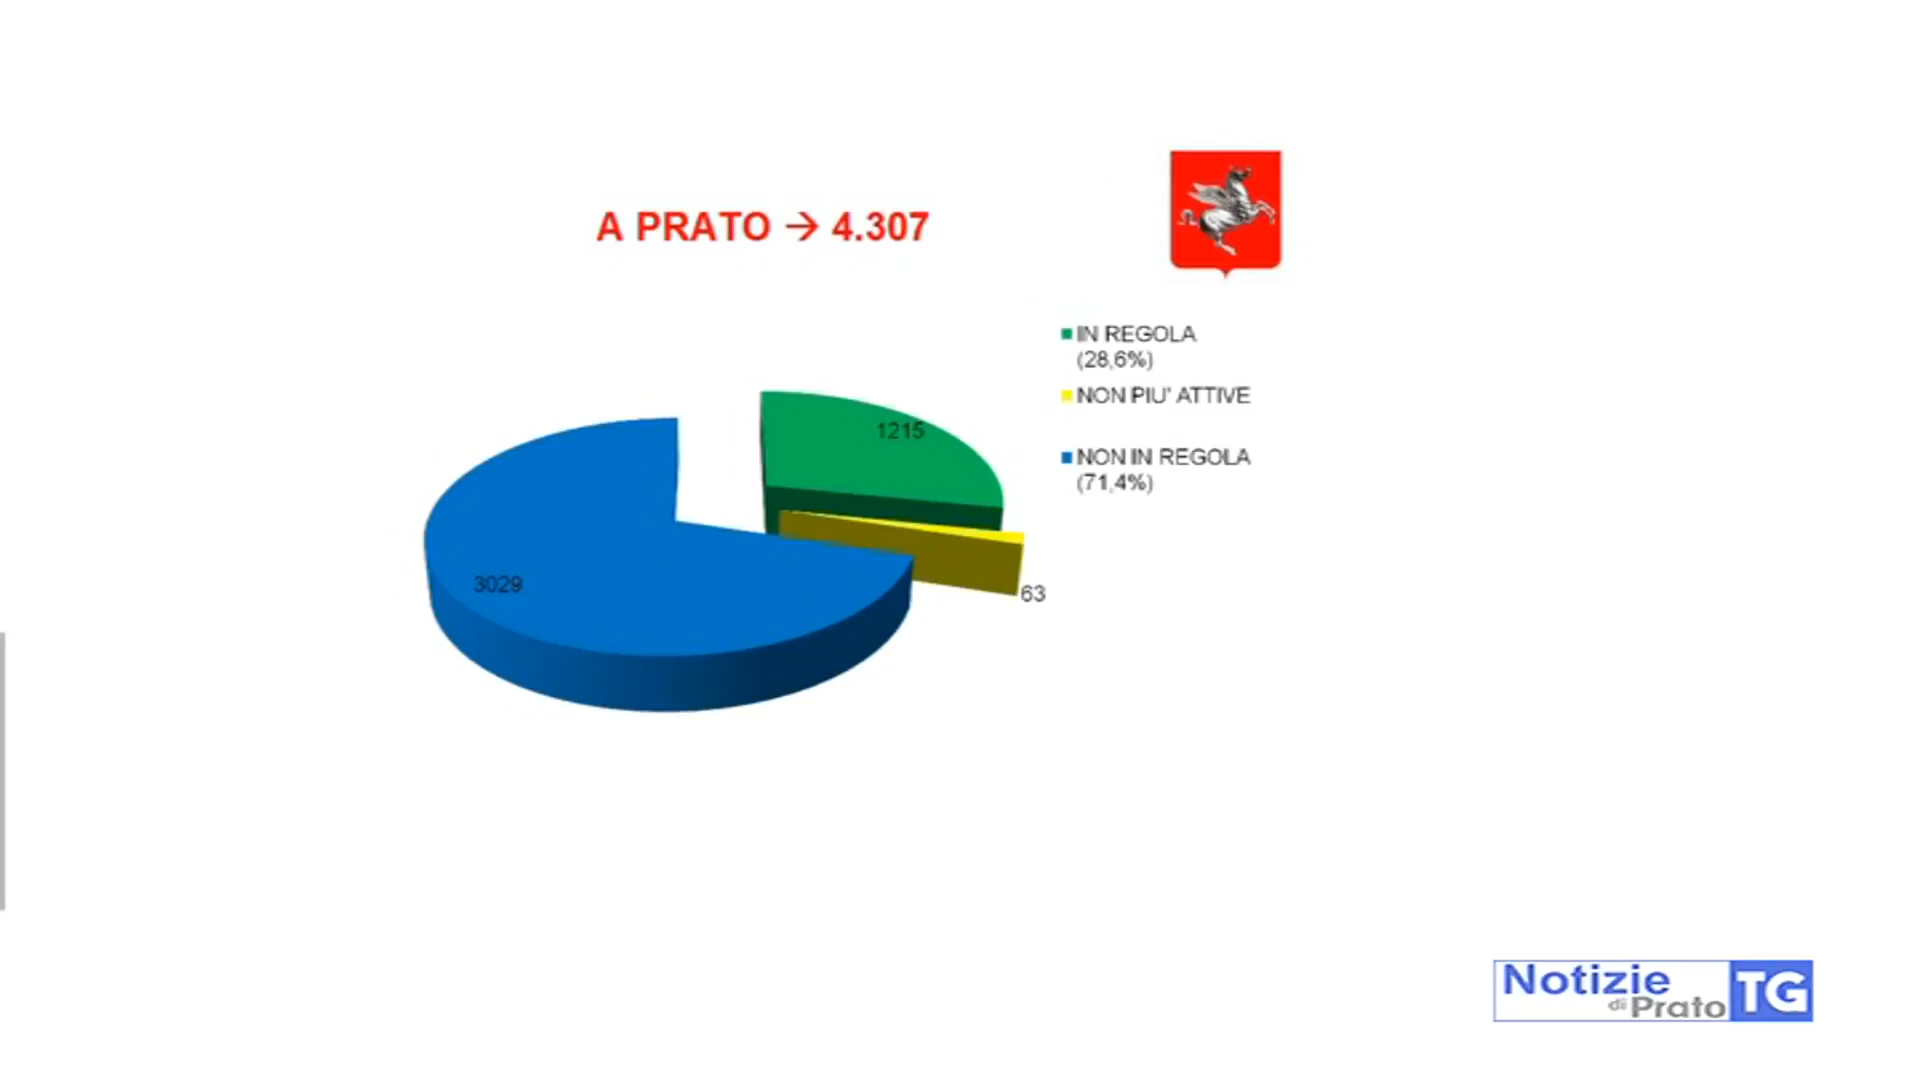 A PRATO → 4.307
IN REGOLA
(28,6%)
NON PIU' ATTIVE
NON IN REGOLA
(71,4%)
1215
3029
63
Notizie
di Prato
TG